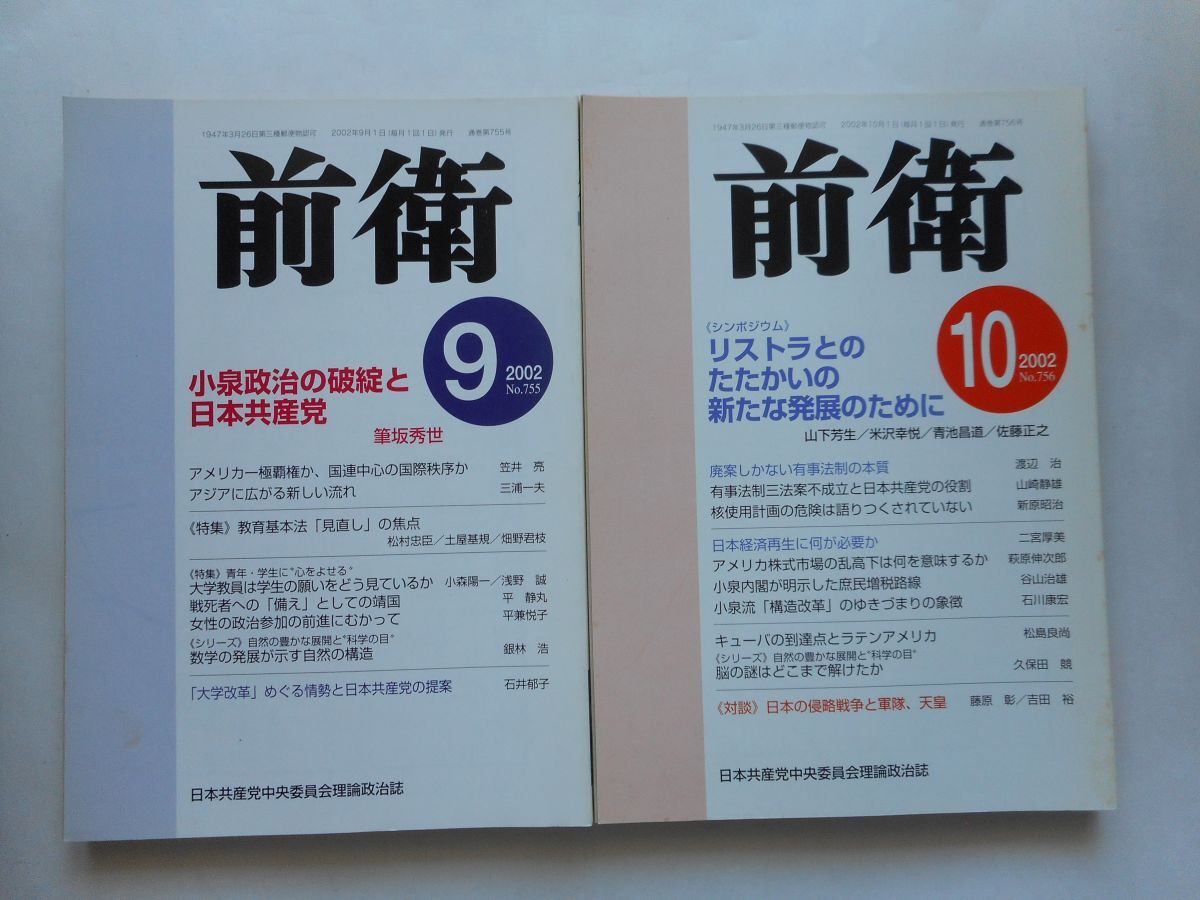 1947年3月26日第三種郵便物認可 2002年9月1日(毎月1回1日)発行 通巻第755号
前衛
9
2002
No.755
小泉政治の破綻と
日本共産党
筆坂秀世
アメリカ一極覇権か、国連中心の国際秩序か 笠井 亮
アジアに広がる新しい流れ 三浦一夫
《特集》教育基本法「見直し」の焦点
松村忠臣/土屋基規/畑野君枝
《特集》青年・学生に“心をよせる”
大学教員は学生の願いをどう見ているか 小森陽一/浅野 誠
戦死者への「備え」としての靖国 平 静丸
女性の政治参加の前進にむかって 平兼悦子
《シリーズ》自然の豊かな展開と“科学の目”
数学の発展が示す自然の構造 銀林 浩
「大学改革」めぐる情勢と日本共産党の提案 石井郁子
日本共産党中央委員会理論政治誌
1947年3月26日第三種郵便物認可 2002年10月1日(毎月1回1日)発行 通巻第756号
前衛
10
2002
No.756
《シンポジウム》
リストラとの
たたかいの
新たな発展のために
山下芳生/米沢幸悦/青池昌道/佐藤正之
廃案しかない有事法制の本質 渡辺 治
有事法制三法案不成立と日本共産党の役割 山崎静雄
核使用計画の危険は語りつくされていない 新原昭治
日本経済再生に何が必要か 二宮厚美
アメリカ株式市場の乱高下は何を意味するか 萩原伸次郎
小泉内閣が明示した庶民増税路線 谷山治雄
小泉流「構造改革」のゆきづまりの象徴 石川康宏
キューバの到達点とラテンアメリカ 松島良尚
《シリーズ》自然の豊かな展開と“科学の目”
脳の謎はどこまで解けたか 久保田 競
《対談》日本の侵略戦争と軍隊、天皇 藤原 彰/吉田 裕
日本共産党中央委員会理論政治誌